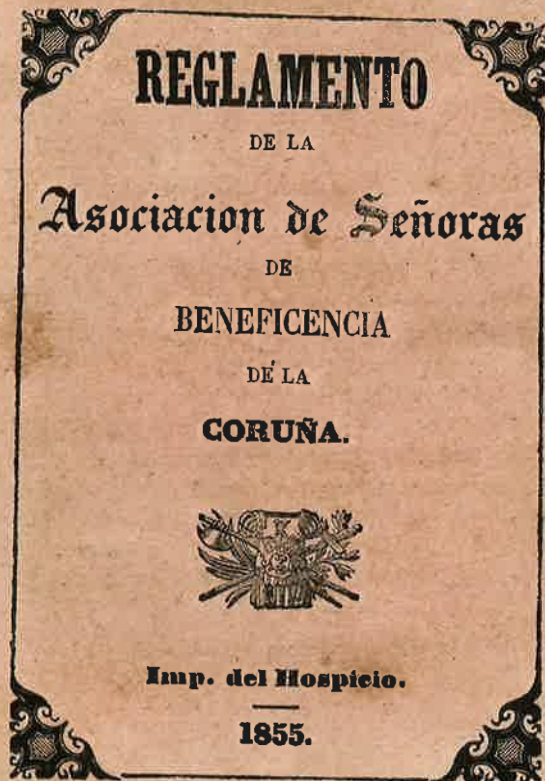 REGLAMENTO
DE LA
Asociacion de Señoras
DE
BENEFICENCIA
DE LA
CORUÑA.
Imp. del Hospicio.
1855.